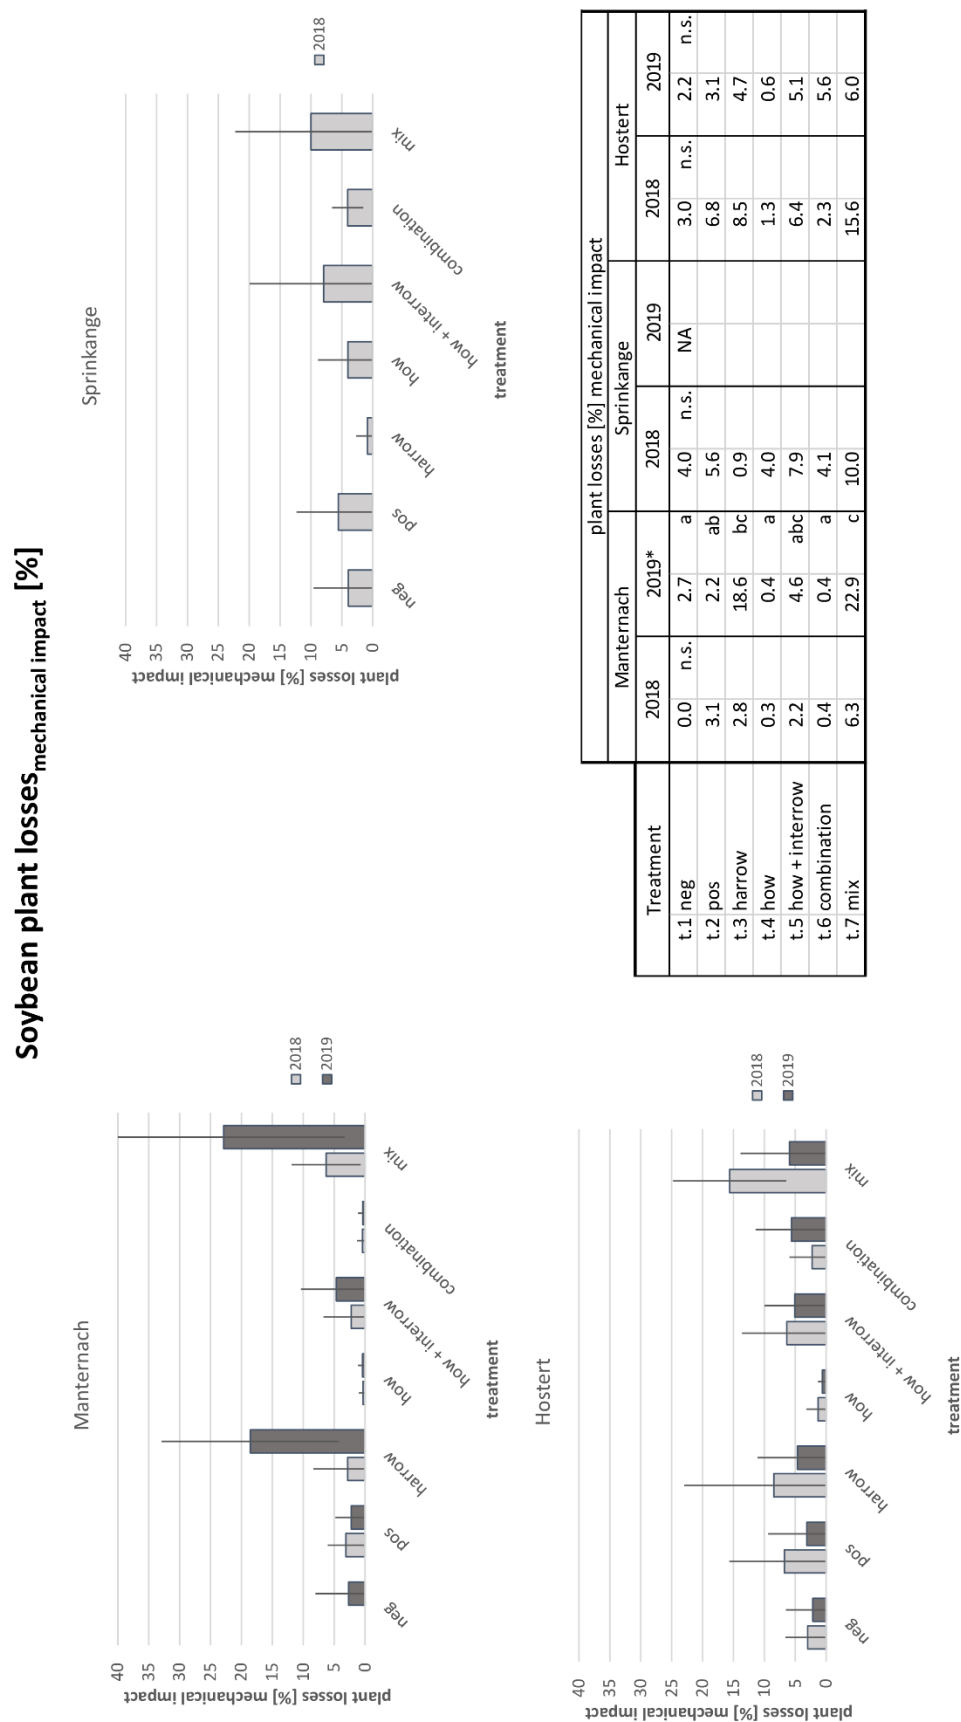 Soybean plant losses mechanical impact [%]
Manternach
plant losses [%] mechanical impact
40
35
30
25
20
15
10
5
0
neg
pos
harrow
how
how + interrow
combination
mix
treatment
2018
2019
Sprinkange
plant losses [%] mechanical impact
40
35
30
25
20
15
10
5
0
neg
pos
harrow
how
how + interrow
combination
mix
treatment
2018
Hostert
plant losses [%] mechanical impact
40
35
30
25
20
15
10
5
0
neg
pos
harrow
how
how + interrow
combination
mix
treatment
2018
2019
plant losses [%] mechanical impact
Manternach Sprinkange Hostert
Treatment 2018 2019* 2018 2019 2018 2019
t.1 neg 0.0 n.s. 2.7 a 4.0 n.s. NA 3.0 n.s. 2.2 n.s.
t.2 pos 3.1 2.2 ab 5.6 6.8 3.1
t.3 harrow 2.8 18.6 bc 0.9 8.5 4.7
t.4 how 0.3 0.4 a 4.0 1.3 0.6
t.5 how + interrow 2.2 4.6 abc 7.9 6.4 5.1
t.6 combination 0.4 0.4 a 4.1 2.3 5.6
t.7 mix 6.3 22.9 c 10.0 15.6 6.0